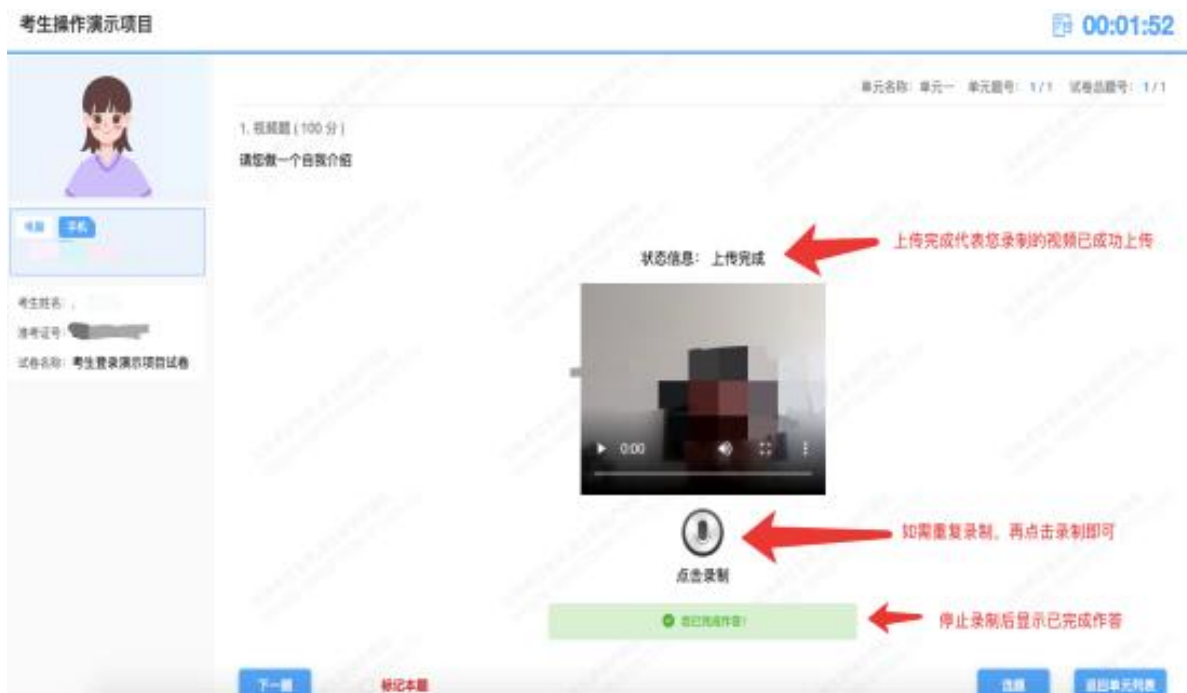 考生操作演示项目
00:01:52
单元名称: 单元一 单元题号: 1/1 试卷总题号: 1/1
1. 视频题 (100 分)
请您做一个自我介绍
电脑 手机
状态信息: 上传完成
上传完成代表您录制的视频已成功上传
考生姓名:
准考证号:
试卷名称: 考生登录演示项目试卷
0:00
如需重复录制，再点击录制即可
点击录制
您已完成作答!
停止录制后显示已完成作答
下一题
标记本题
选题
返回单元列表